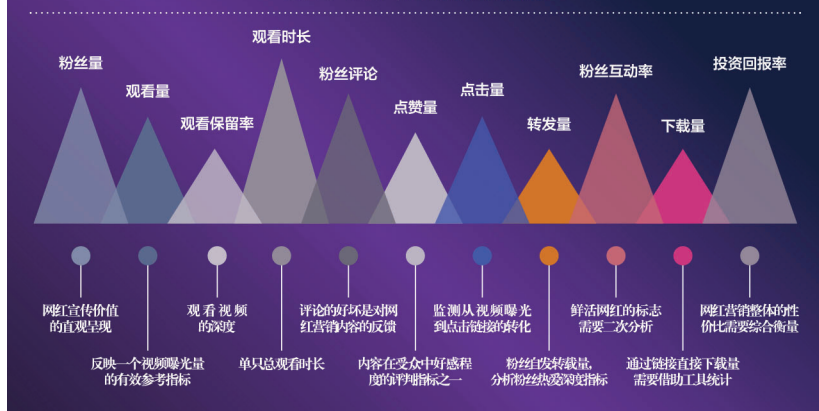 粉丝量
观看量
观看保留率
观看时长
粉丝评论
点赞量
点击量
转发量
粉丝互动率
下载量
投资回报率
网红宣传价值
的直观呈现
反映一个视频曝光量
的有效参考指标
观看视频
的深度
单只总观看时长
评论的好坏是对网
红营销内容的反馈
内容在受众中好感程
度的评判指标之一
监测从视频曝光
到点击链接的转化
粉丝自发转载量,
分析粉丝热爱深度指标
鲜活网红的标志
需要二次分析
通过链接直接下载量
需要借助工具统计
网红营销整体的性
价比需要综合衡量